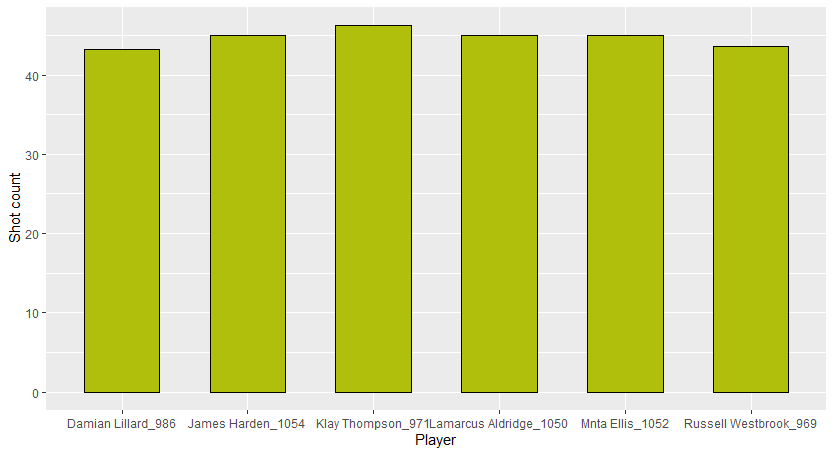 Shot count
40
30
20
10
0
Damian Lillard_986 James Harden_1054 Klay Thompson_971 Lamarcus Aldridge_1050 Mnta Ellis_1052 Russell Westbrook_969
Player